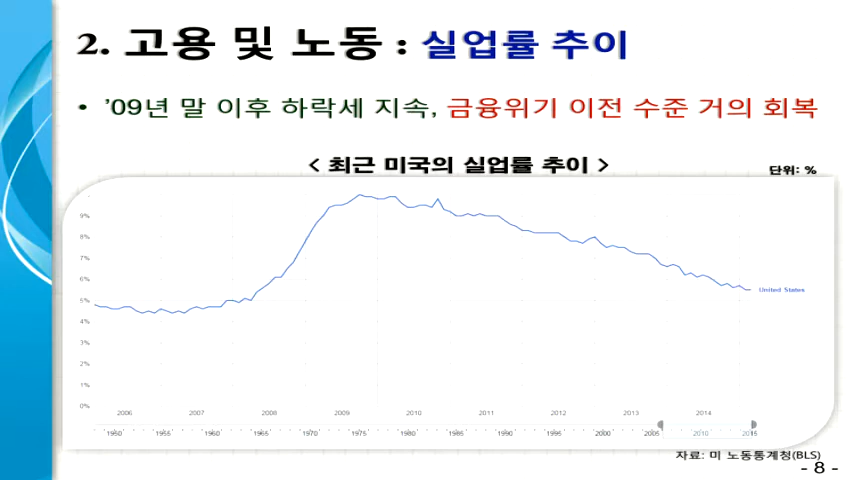 2. 고용 및 노동 : 실업률 추이
• ’09년 말 이후 하락세 지속, 금융위기 이전 수준 거의 회복
< 최근 미국의 실업률 추이 >
단위: %
9%
8%
7%
6%
5%
4%
3%
2%
1%
0%
United States
2006 2007 2008 2009 2010 2011 2012 2013 2014
1950 1955 1960 1965 1970 1975 1980 1985 1990 1995 2000 2005 2010 2015
자료: 미 노동통계청(BLS)
- 8 -